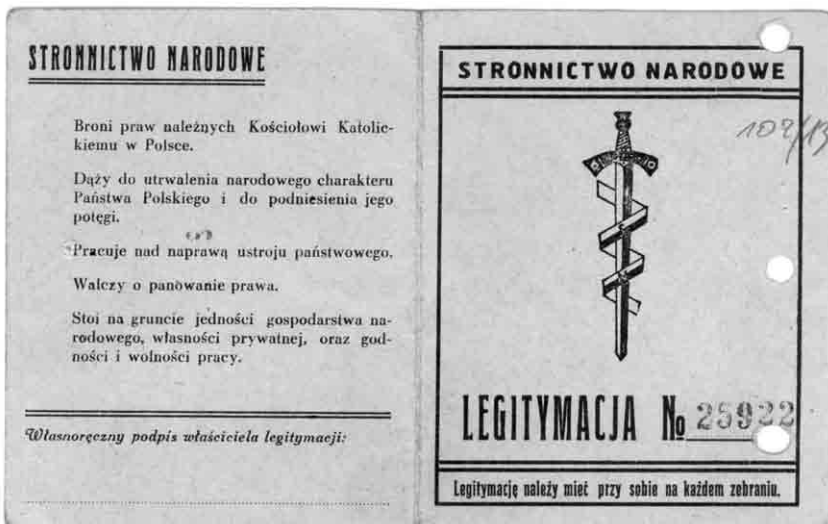 STRONNICTWO NARODOWE
Broni praw należnych Kościołowi Katolic-
kiemu w Polsce.
Dąży do utrwalenia narodowego charakteru
Państwa Polskiego i do podniesienia jego
potęgi.
Pracuje nad naprawą ustroju państwowego.
Walczy o panowanie prawa.
Stoi na gruncie jedności gospodarstwa na-
rodowego, własności prywatnej, oraz god-
ności i wolności pracy.
Własnoręczny podpis właściciela legitymacji:
STRONNICTWO NARODOWE
LEGITYMACJA No 25922
Legitymację należy mieć przy sobie na każdem zebraniu.